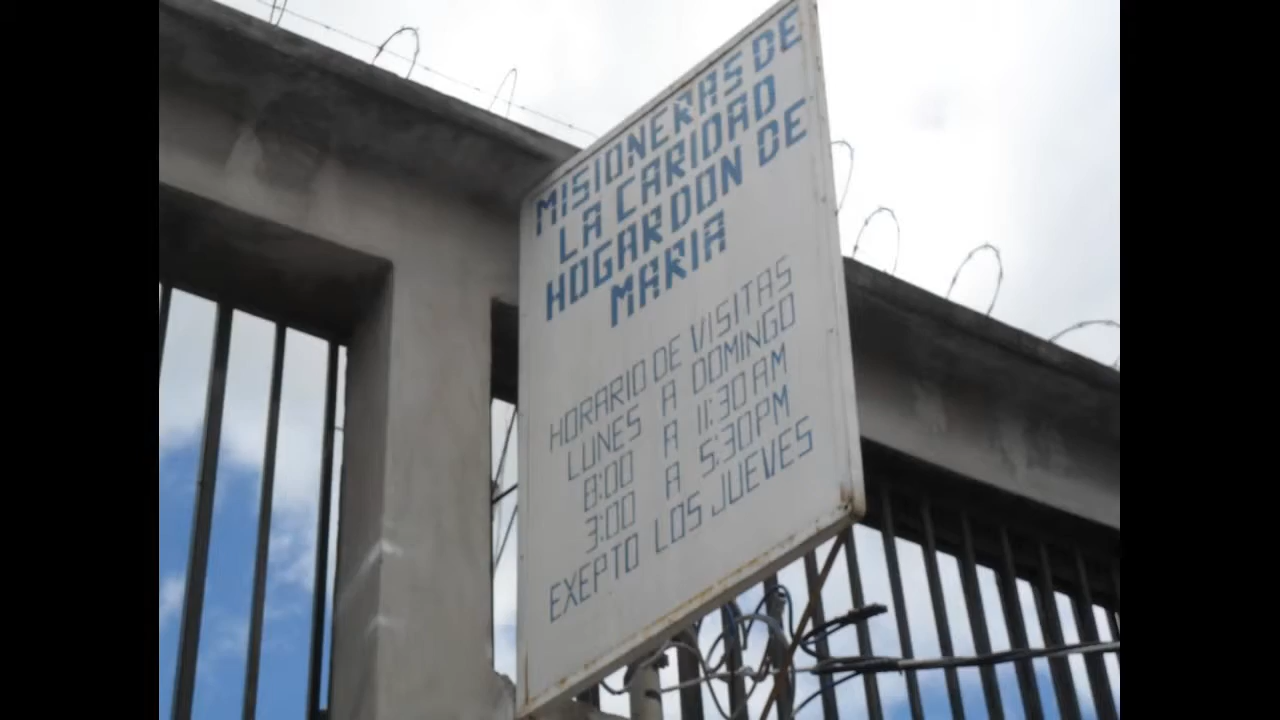 MISIONERAS DE
LA CARIDAD
HOGARDON DE
MARIA
HORARIO DE VISITAS
LUNES A DOMINGO
8:00 A 11:30 AM
3:00 A 5:30PM
EXEPTO LOS JUEVES